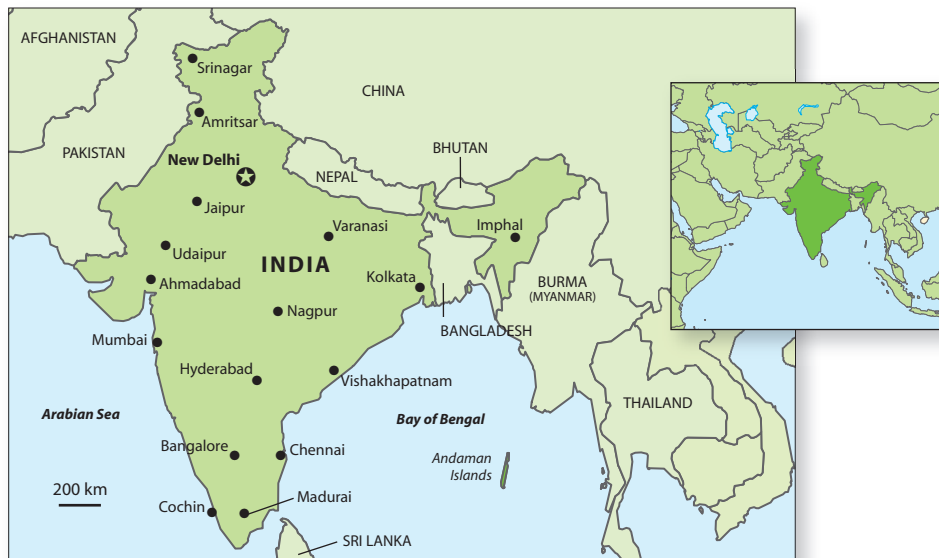 AFGHANISTAN
Srinagar
CHINA
Amritsar
PAKISTAN
New Delhi
BHUTAN
NEPAL
Jaipur
Varanasi
Imphal
Udaipur
INDIA
Ahmadabad
Kolkata
BURMA
(MYANMAR)
Nagpur
BANGLADESH
Mumbai
Hyderabad
Vishakhapatnam
THAILAND
Arabian Sea
Bay of Bengal
Bangalore
Chennai
Andaman
Islands
200 km
Cochin
Madurai
SRI LANKA